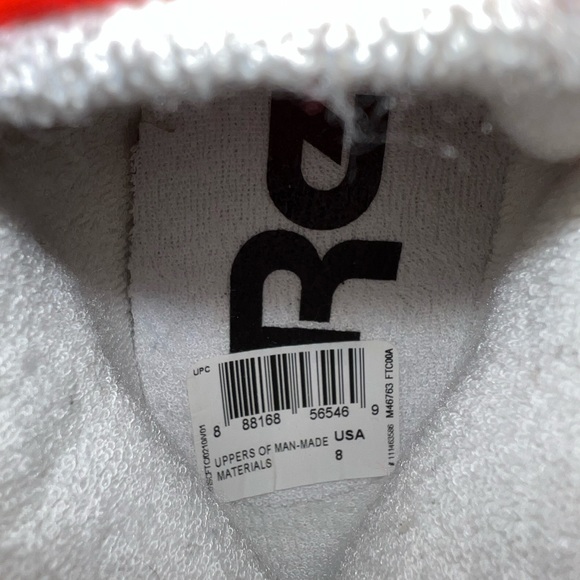 Re
UPC
8 88168 56546 9
UPPERS OF MAN-MADE
MATERIALS
USA
8
M46763 FTC00A